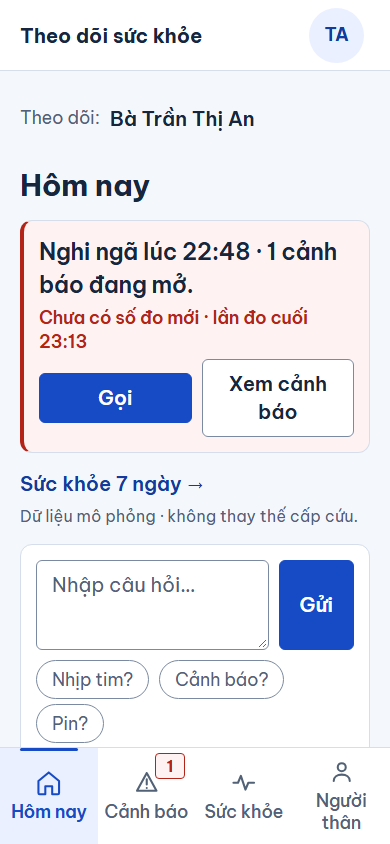 Theo dõi sức khỏe
TA
Theo dõi: Bà Trần Thị An
Hôm nay
Nghi ngã lúc 22:48 · 1 cảnh
báo đang mở.
Chưa có số đo mới · lần đo cuối
23:13
Gọi
Xem cảnh
báo
Sức khỏe 7 ngày →
Dữ liệu mô phỏng · không thay thế cấp cứu.
Nhập câu hỏi...
Gửi
Nhịp tim?
Cảnh báo?
Pin?
1
Hôm nay
Cảnh báo
Sức khỏe
Người
thân